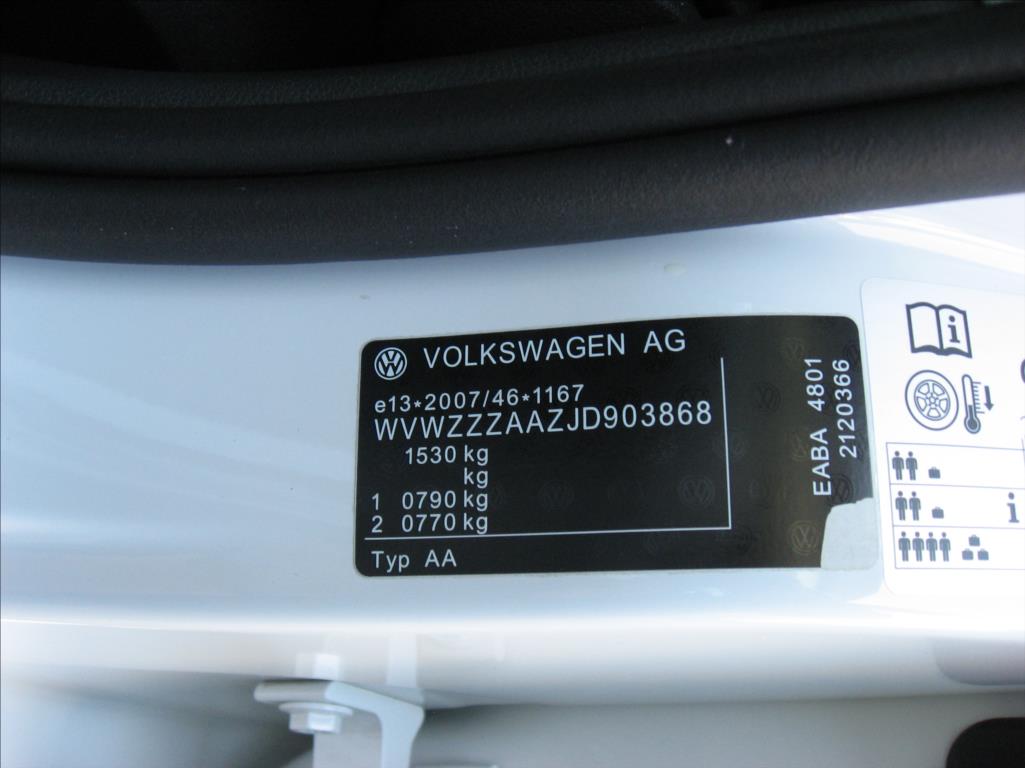 VOLKSWAGEN AG
e13*2007/46*1167
WVWZZZAAZJD903868
1530 kg
kg
1 0790 kg
2 0770 kg
Typ AA
EABA 4801
2120366
i
i